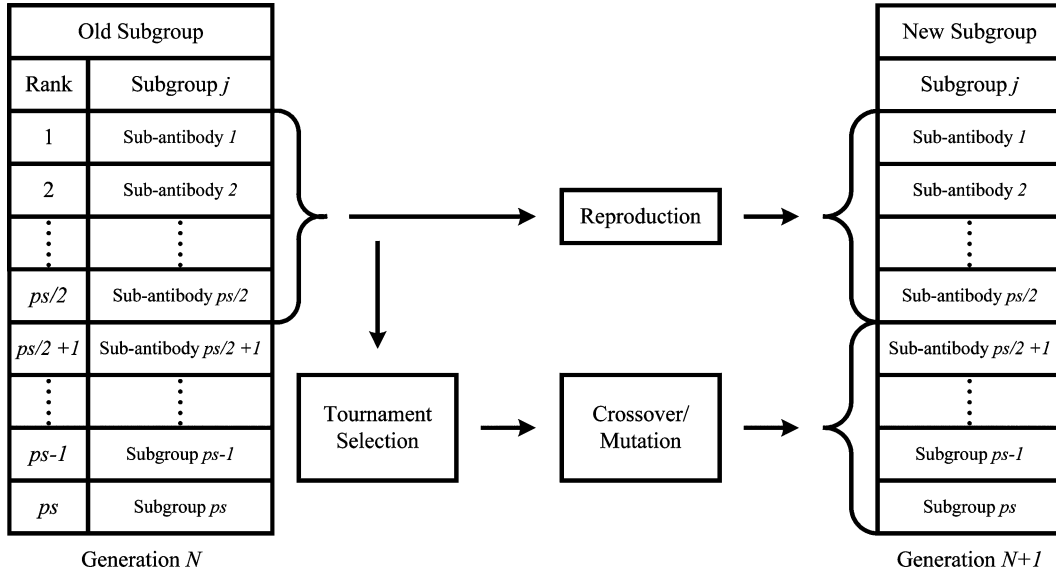 Old Subgroup
Rank Subgroup j
1 Sub-antibody 1
2 Sub-antibody 2
ps/2 Sub-antibody ps/2
ps/2 +1 Sub-antibody ps/2 +1
ps-1 Subgroup ps-1
ps Subgroup ps
Generation N
Reproduction
Tournament
Selection
Crossover/
Mutation
New Subgroup
Subgroup j
Sub-antibody 1
Sub-antibody 2
Sub-antibody ps/2
Sub-antibody ps/2 +1
Subgroup ps-1
Subgroup ps
Generation N+1